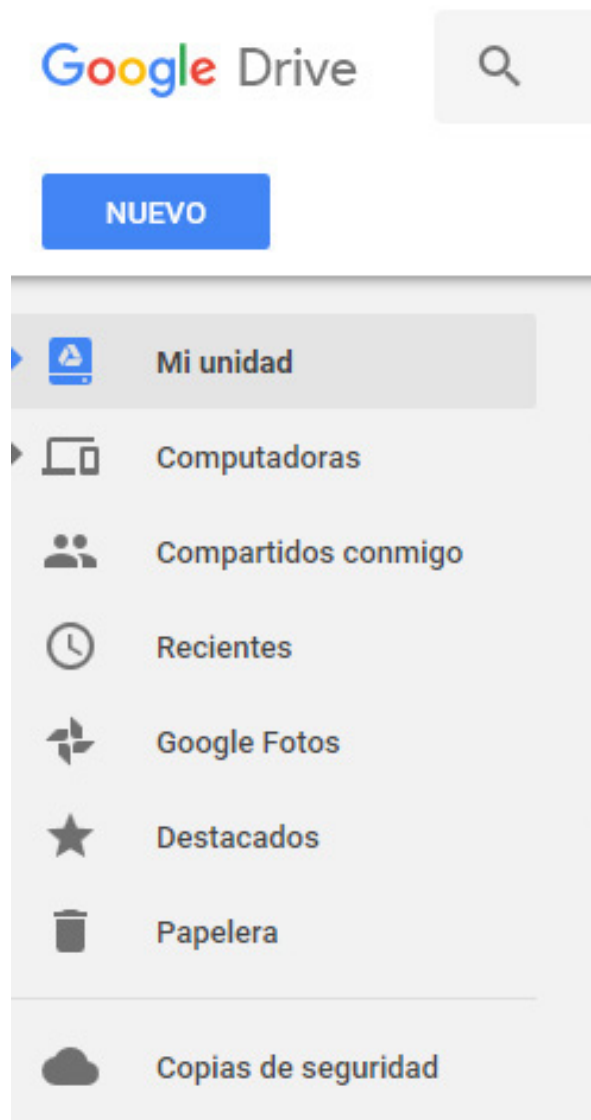 Google Drive
NUEVO
Mi unidad
Computadoras
Compartidos conmigo
Recientes
Google Fotos
Destacados
Papelera
Copias de seguridad